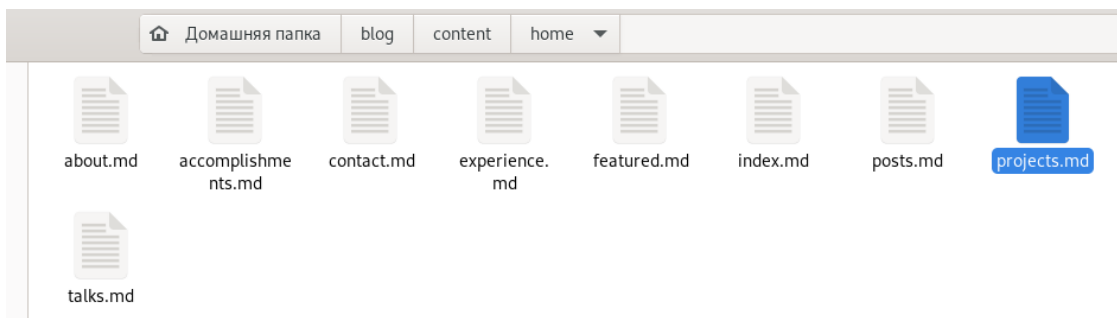 Домашняя папка blog content home
about.md accomplishme contact.md experience. featured.md index.md posts.md projects.md
nts.md md
talks.md